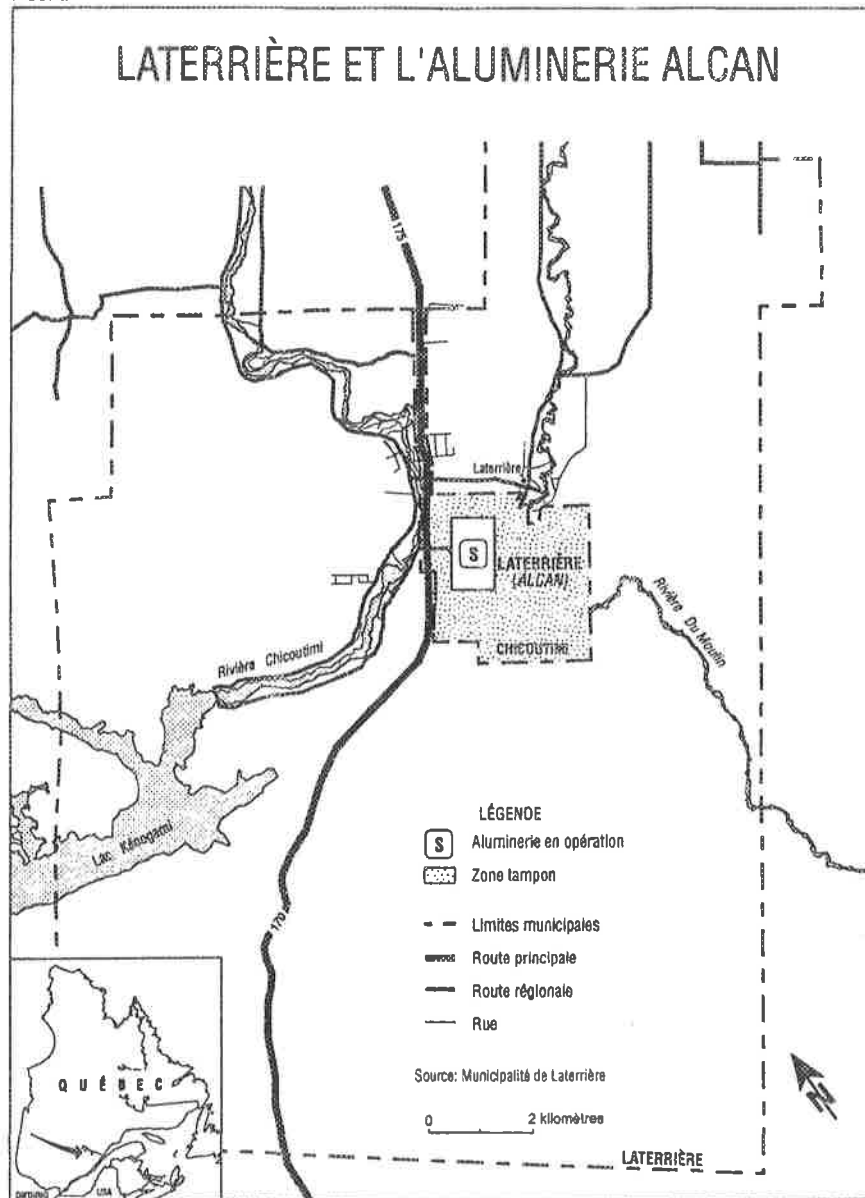 LATERRIÈRE ET L'ALUMINERIE ALCAN
175
Laterrière
S
LATERRIÈRE
(ALCAN)
CHICOUTIMI
Rivière Chicoutimi
Rivière Du Moulin
Lac Kénogami
170
LÉGENDE
S Aluminerie en opération
Zone tampon
Limites municipales
Route principale
Route régionale
Rue
Source: Municipalité de Laterrière
0 2 kilomètres
N
QUÉBEC
USA
LATERRIÈRE